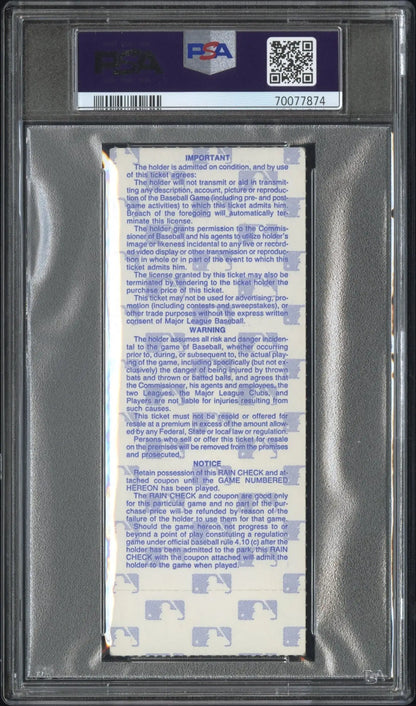 PSA
PSA
70077874
IMPORTANT
The holder is admitted on condition, and by use
of this ticket agrees:
The holder will not transmit or aid in transmit-
ting any description, account, picture or reproduc-
tion of the Baseball Game (including pre- and post-
game activities) to which this ticket admits him.
Breach of the foregoing will automatically ter-
minate this license.
The holder grants permission to the Commis-
sioner of Baseball and his agents to utilize holder's
image or likeness incidental to any live or record-
ed video display or other transmission or reproduc-
tion in whole or in part of the event to which this
ticket admits him.
The license granted by this ticket may also be
terminated by tendering to the ticket holder the
purchase price of this ticket.
This ticket may not be used for advertising, pro-
motion (including contests and sweepstakes), or
other trade purposes without the express written
consent of Major League Baseball.
WARNING
The holder assumes all risk and danger inciden-
tal to the game of Baseball, whether occurring
prior to, during, or subsequent to, the actual play-
ing of the game, including specifically (but not ex-
clusively) the danger of being injured by thrown
bats and thrown or batted balls, and agrees that
the Commissioner, his agents and employees, the
two Leagues, the Major League Clubs, and
Players are not liable for injuries resulting from
such causes.
This ticket must not be resold or offered for
resale at a premium in excess of the amount allow-
ed by any Federal, State or local law or regulation.
Persons who sell or offer this ticket for resale
on the premises will be removed from the premises
and prosecuted.
NOTICE
Retain possession of this RAIN CHECK and at-
tached coupon until the GAME NUMBERED
HEREON has been played.
The RAIN CHECK and coupon are good only
for this particular game and no part of the pur-
chase price will be refunded by reason of the
failure of the holder to use them for that game.
Should the game hereon not progress to or
beyond a point of play constituting a regulation
game under official baseball rule 4.10 (c) after the
holder has been admitted to the park, this RAIN
CHECK with the coupon attached will admit the
holder to the game when played.